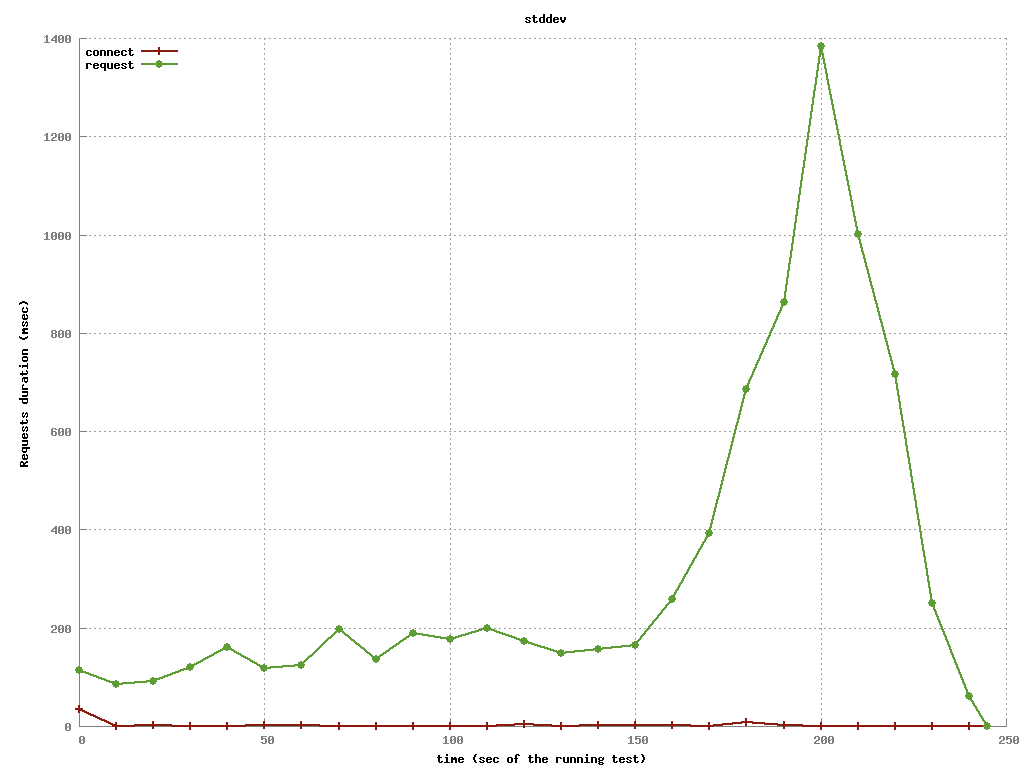 stddev
1400
connect
request
1200
1000
800
600
400
200
0
Requests duration (msec)
0 50 100 150 200 250
time (sec of the running test)